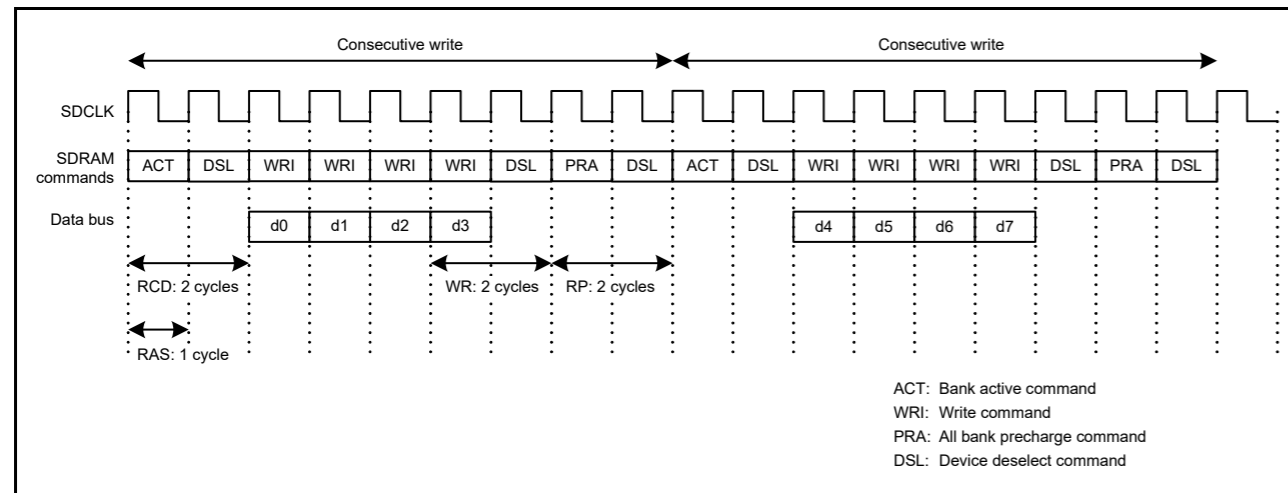 Consecutive write Consecutive write
SDCLK
SDRAM
commands
ACT DSL WRI WRI WRI WRI DSL PRA DSL ACT DSL WRI WRI WRI WRI DSL PRA DSL
Data bus
d0 d1 d2 d3 d4 d5 d6 d7
RCD: 2 cycles WR: 2 cycles RP: 2 cycles
RAS: 1 cycle
ACT: Bank active command
WRI: Write command
PRA: All bank precharge command
DSL: Device deselect command